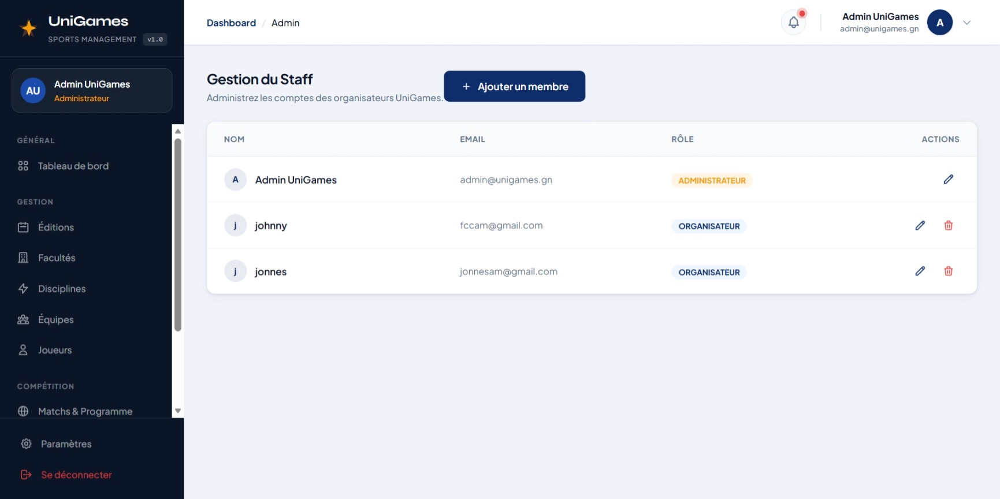 UniGames
SPORTS MANAGEMENT v1.0
AU
Admin UniGames
Administrateur
GÉNÉRAL
Tableau de bord
GESTION
Éditions
Facultés
Disciplines
Équipes
Joueurs
COMPÉTITION
Matchs & Programme
Paramètres
Se déconnecter
Dashboard / Admin
Admin UniGames
admin@unigames.gn
A
Gestion du Staff
Administrez les comptes des organisateurs UniGames.
+ Ajouter un membre
NOM EMAIL RÔLE ACTIONS
A Admin UniGames admin@unigames.gn ADMINISTRATEUR
j johnny fccam@gmail.com ORGANISATEUR
j jonnes jonnesam@gmail.com ORGANISATEUR